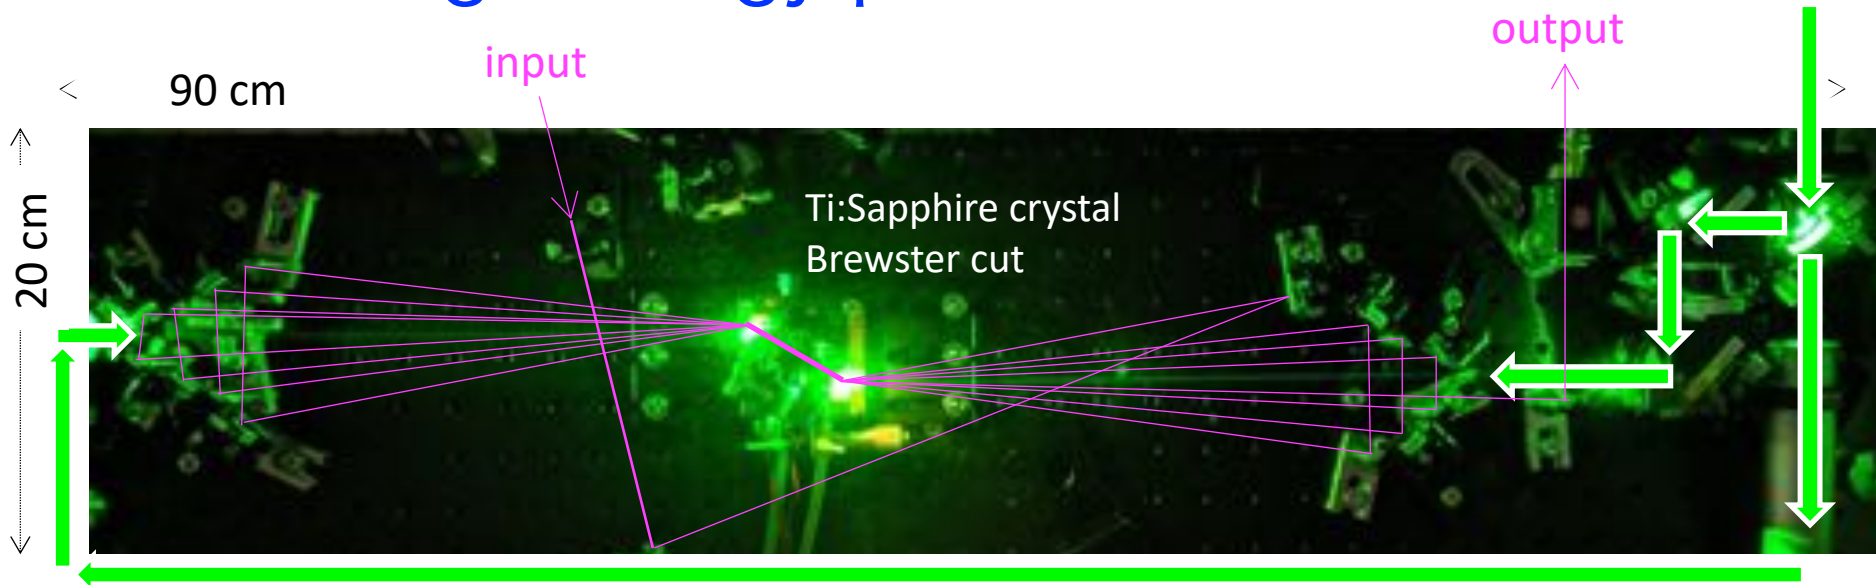 input
output
90 cm
20 cm
Ti:Sapphire crystal
Brewster cut